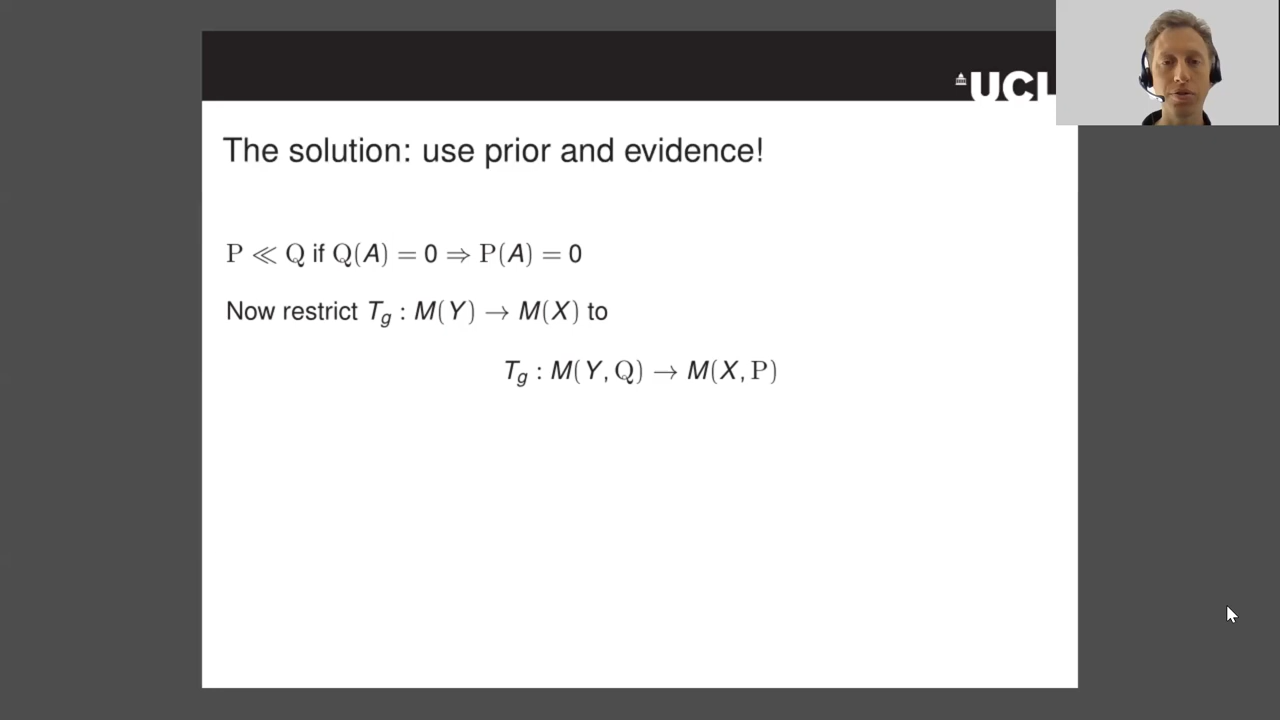 UCL
The solution: use prior and evidence!
P ≪ Q if Q(A) = 0 ⇒ P(A) = 0
Now restrict T_g : M(Y) → M(X) to
T_g : M(Y, Q) → M(X, P)